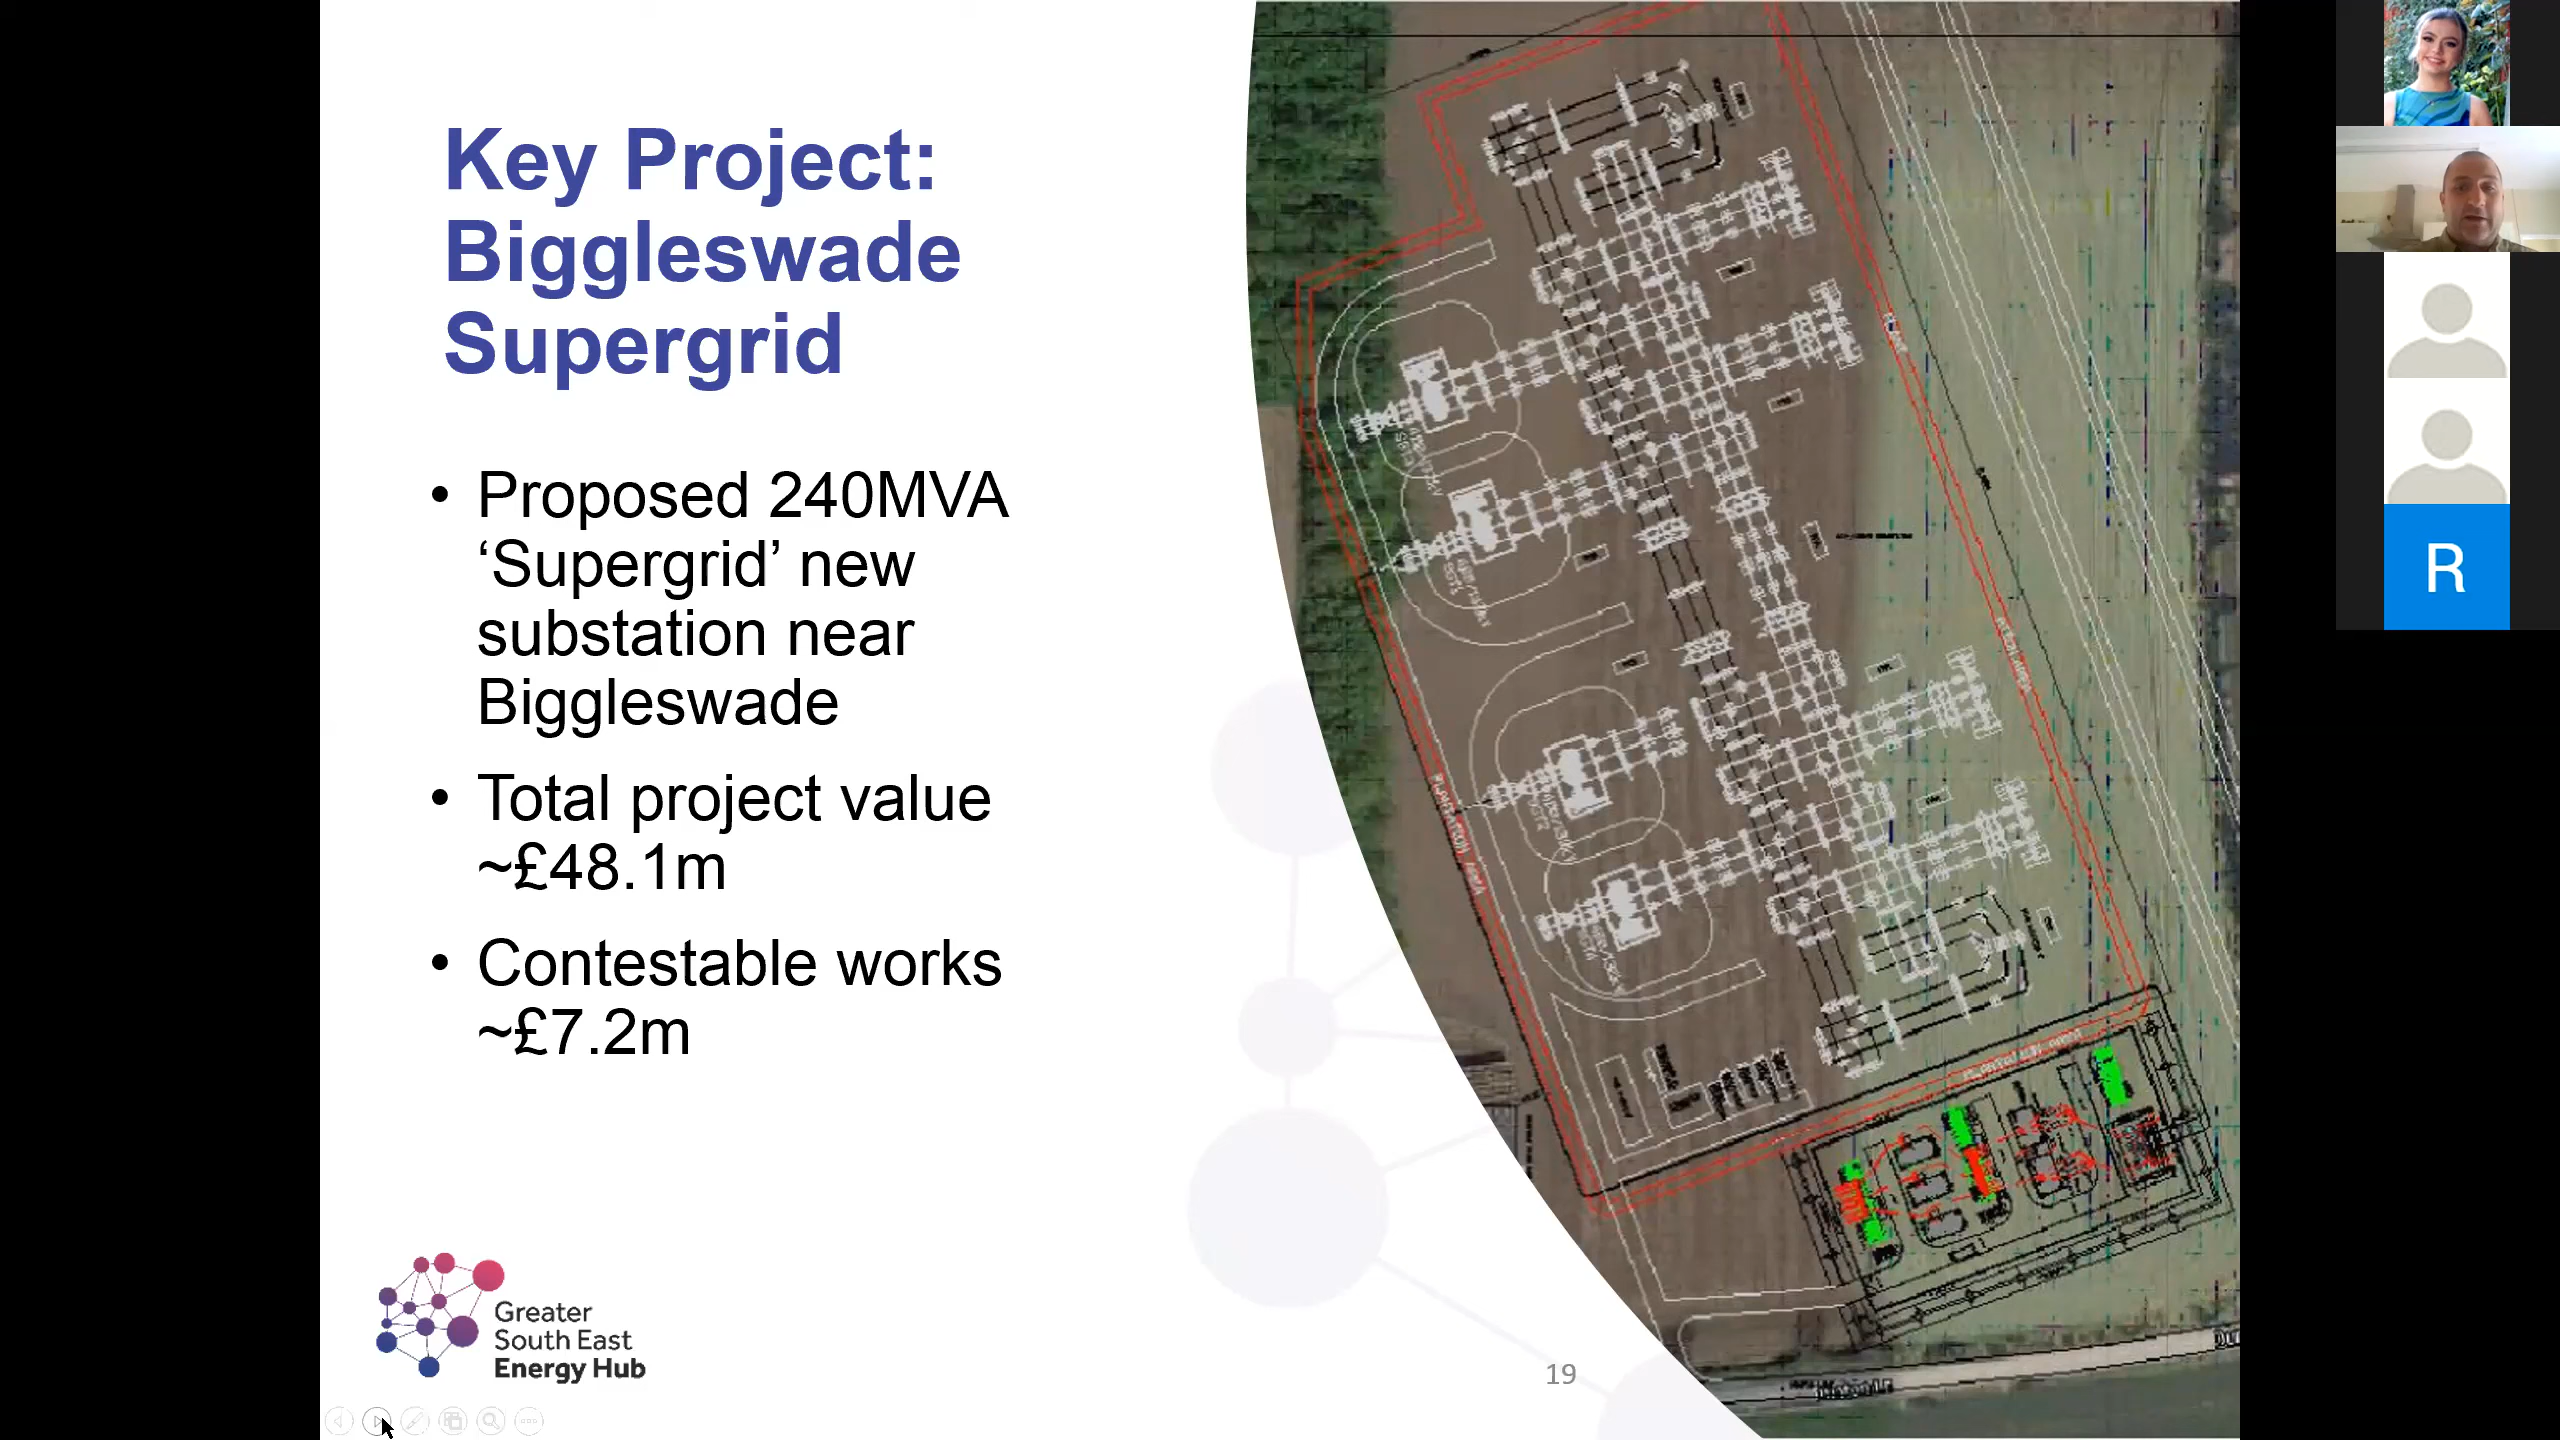 Key Project:
Biggleswade
Supergrid
• Proposed 240MVA
‘Supergrid’ new
substation near
Biggleswade
• Total project value
~£48.1m
• Contestable works
~£7.2m
Greater
South East
Energy Hub
19
R